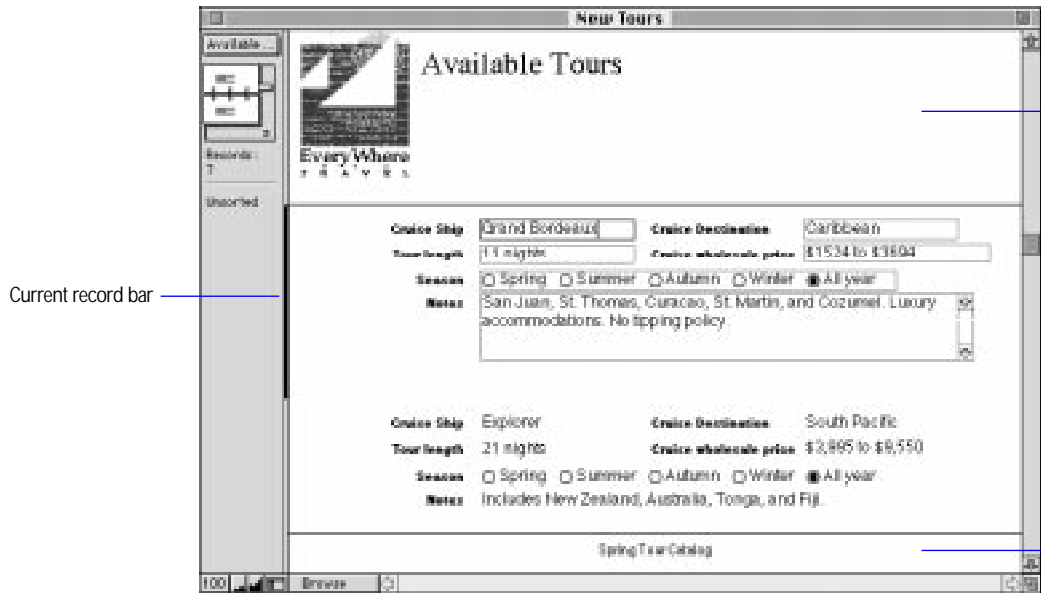 New Tours
Available ...
Available Tours
EveryWhere
TRAVEL
Records:
7
Unsorted
Cruise Ship Grand Bordeaux Cruise Destination Caribbean
Tour length 11 nights Cruise wholesale price $1524 to $3694
Season Spring Summer Autumn Winter All year
Current record bar
Notes San Juan, St. Thomas, Curacao, St. Martin, and Cozumel. Luxury
accommodations. No tipping policy.
Cruise Ship Explorer Cruise Destination South Pacific
Tour length 21 nights Cruise wholesale price $3,995 to $9,550
Season Spring Summer Autumn Winter All year
Notes Includes New Zealand, Australia, Tonga, and Fiji.
Spring Tour Catalog
100 Browse